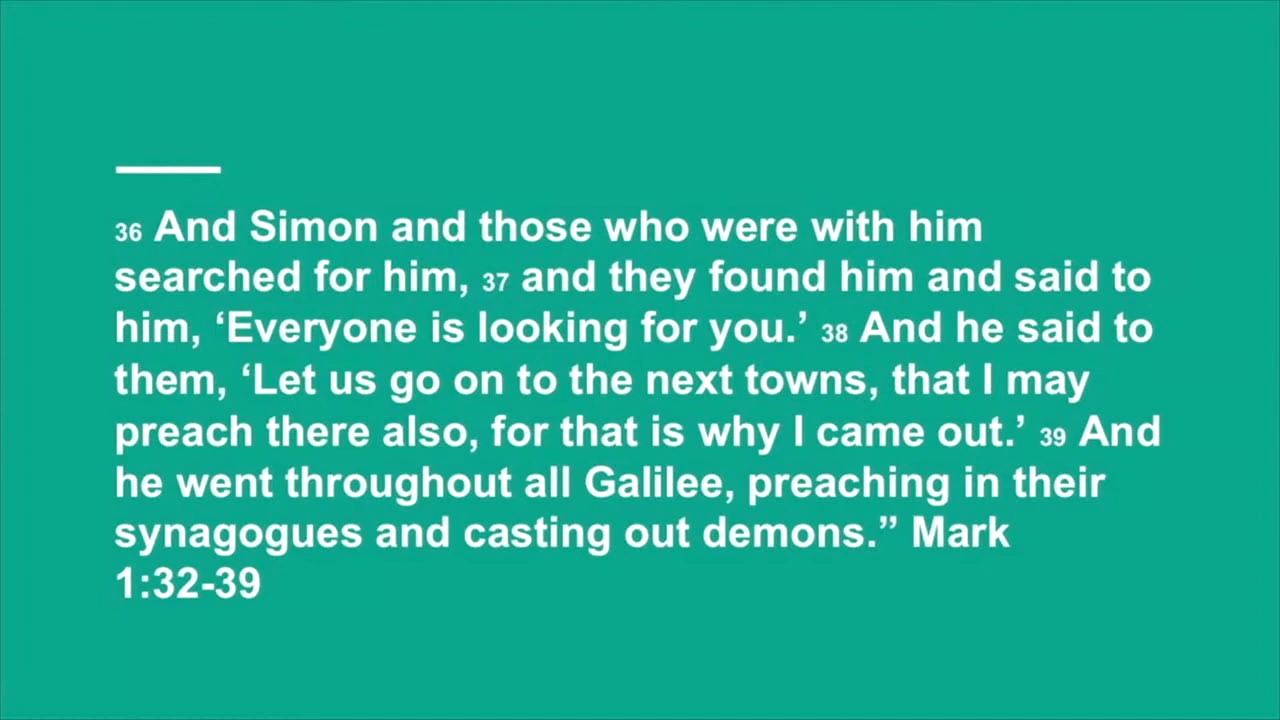 36 And Simon and those who were with him
searched for him, 37 and they found him and said to
him, ‘Everyone is looking for you.’ 38 And he said to
them, ‘Let us go on to the next towns, that I may
preach there also, for that is why I came out.’ 39 And
he went throughout all Galilee, preaching in their
synagogues and casting out demons.” Mark
1:32-39